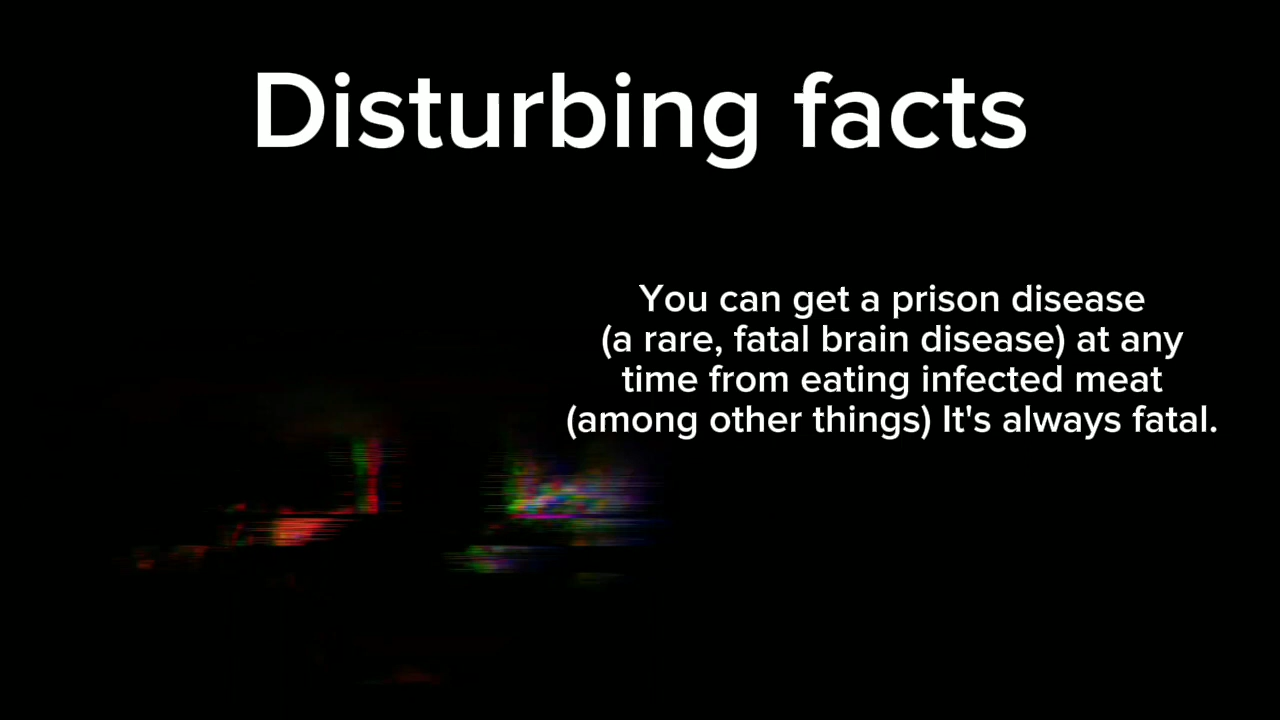 Disturbing facts
You can get a prison disease
(a rare, fatal brain disease) at any
time from eating infected meat
(among other things) It's always fatal.